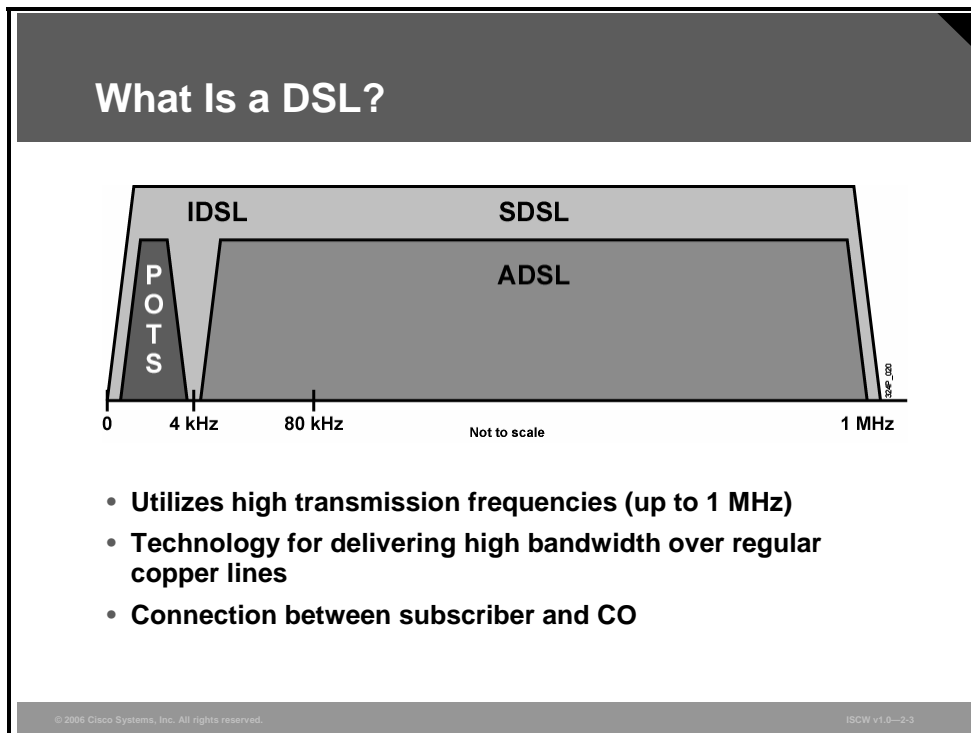 What Is a DSL?
IDSL
SDSL
POTS
ADSL
324P_020
0
4 kHz
80 kHz
Not to scale
1 MHz
• Utilizes high transmission frequencies (up to 1 MHz)
• Technology for delivering high bandwidth over regular
copper lines
• Connection between subscriber and CO
© 2006 Cisco Systems, Inc. All rights reserved.
ISCW v1.0—2-3